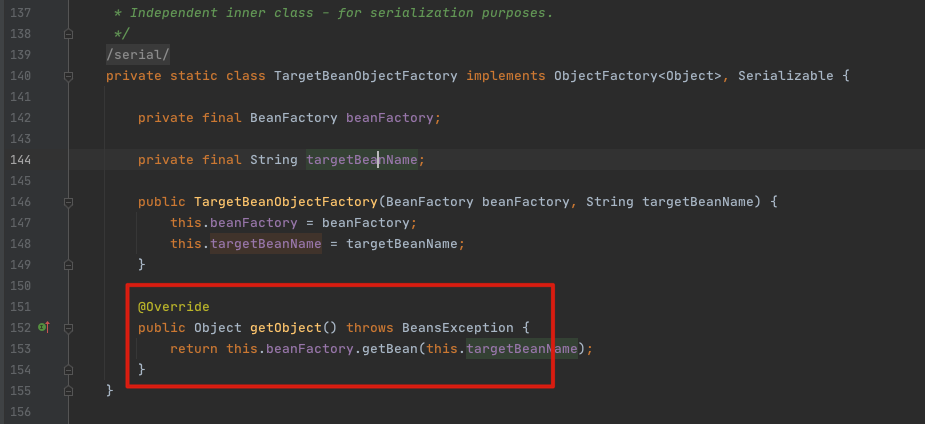 137 * Independent inner class - for serialization purposes.
138 */
139 /serial/
140 private static class TargetBeanObjectFactory implements ObjectFactory<Object>, Serializable {
141
142 private final BeanFactory beanFactory;
143
144 private final String targetBeanName;
145
146 public TargetBeanObjectFactory(BeanFactory beanFactory, String targetBeanName) {
147 this.beanFactory = beanFactory;
148 this.targetBeanName = targetBeanName;
149 }
150
151 @Override
152 public Object getObject() throws BeansException {
153 return this.beanFactory.getBean(this.targetBeanName);
154 }
155 }
156